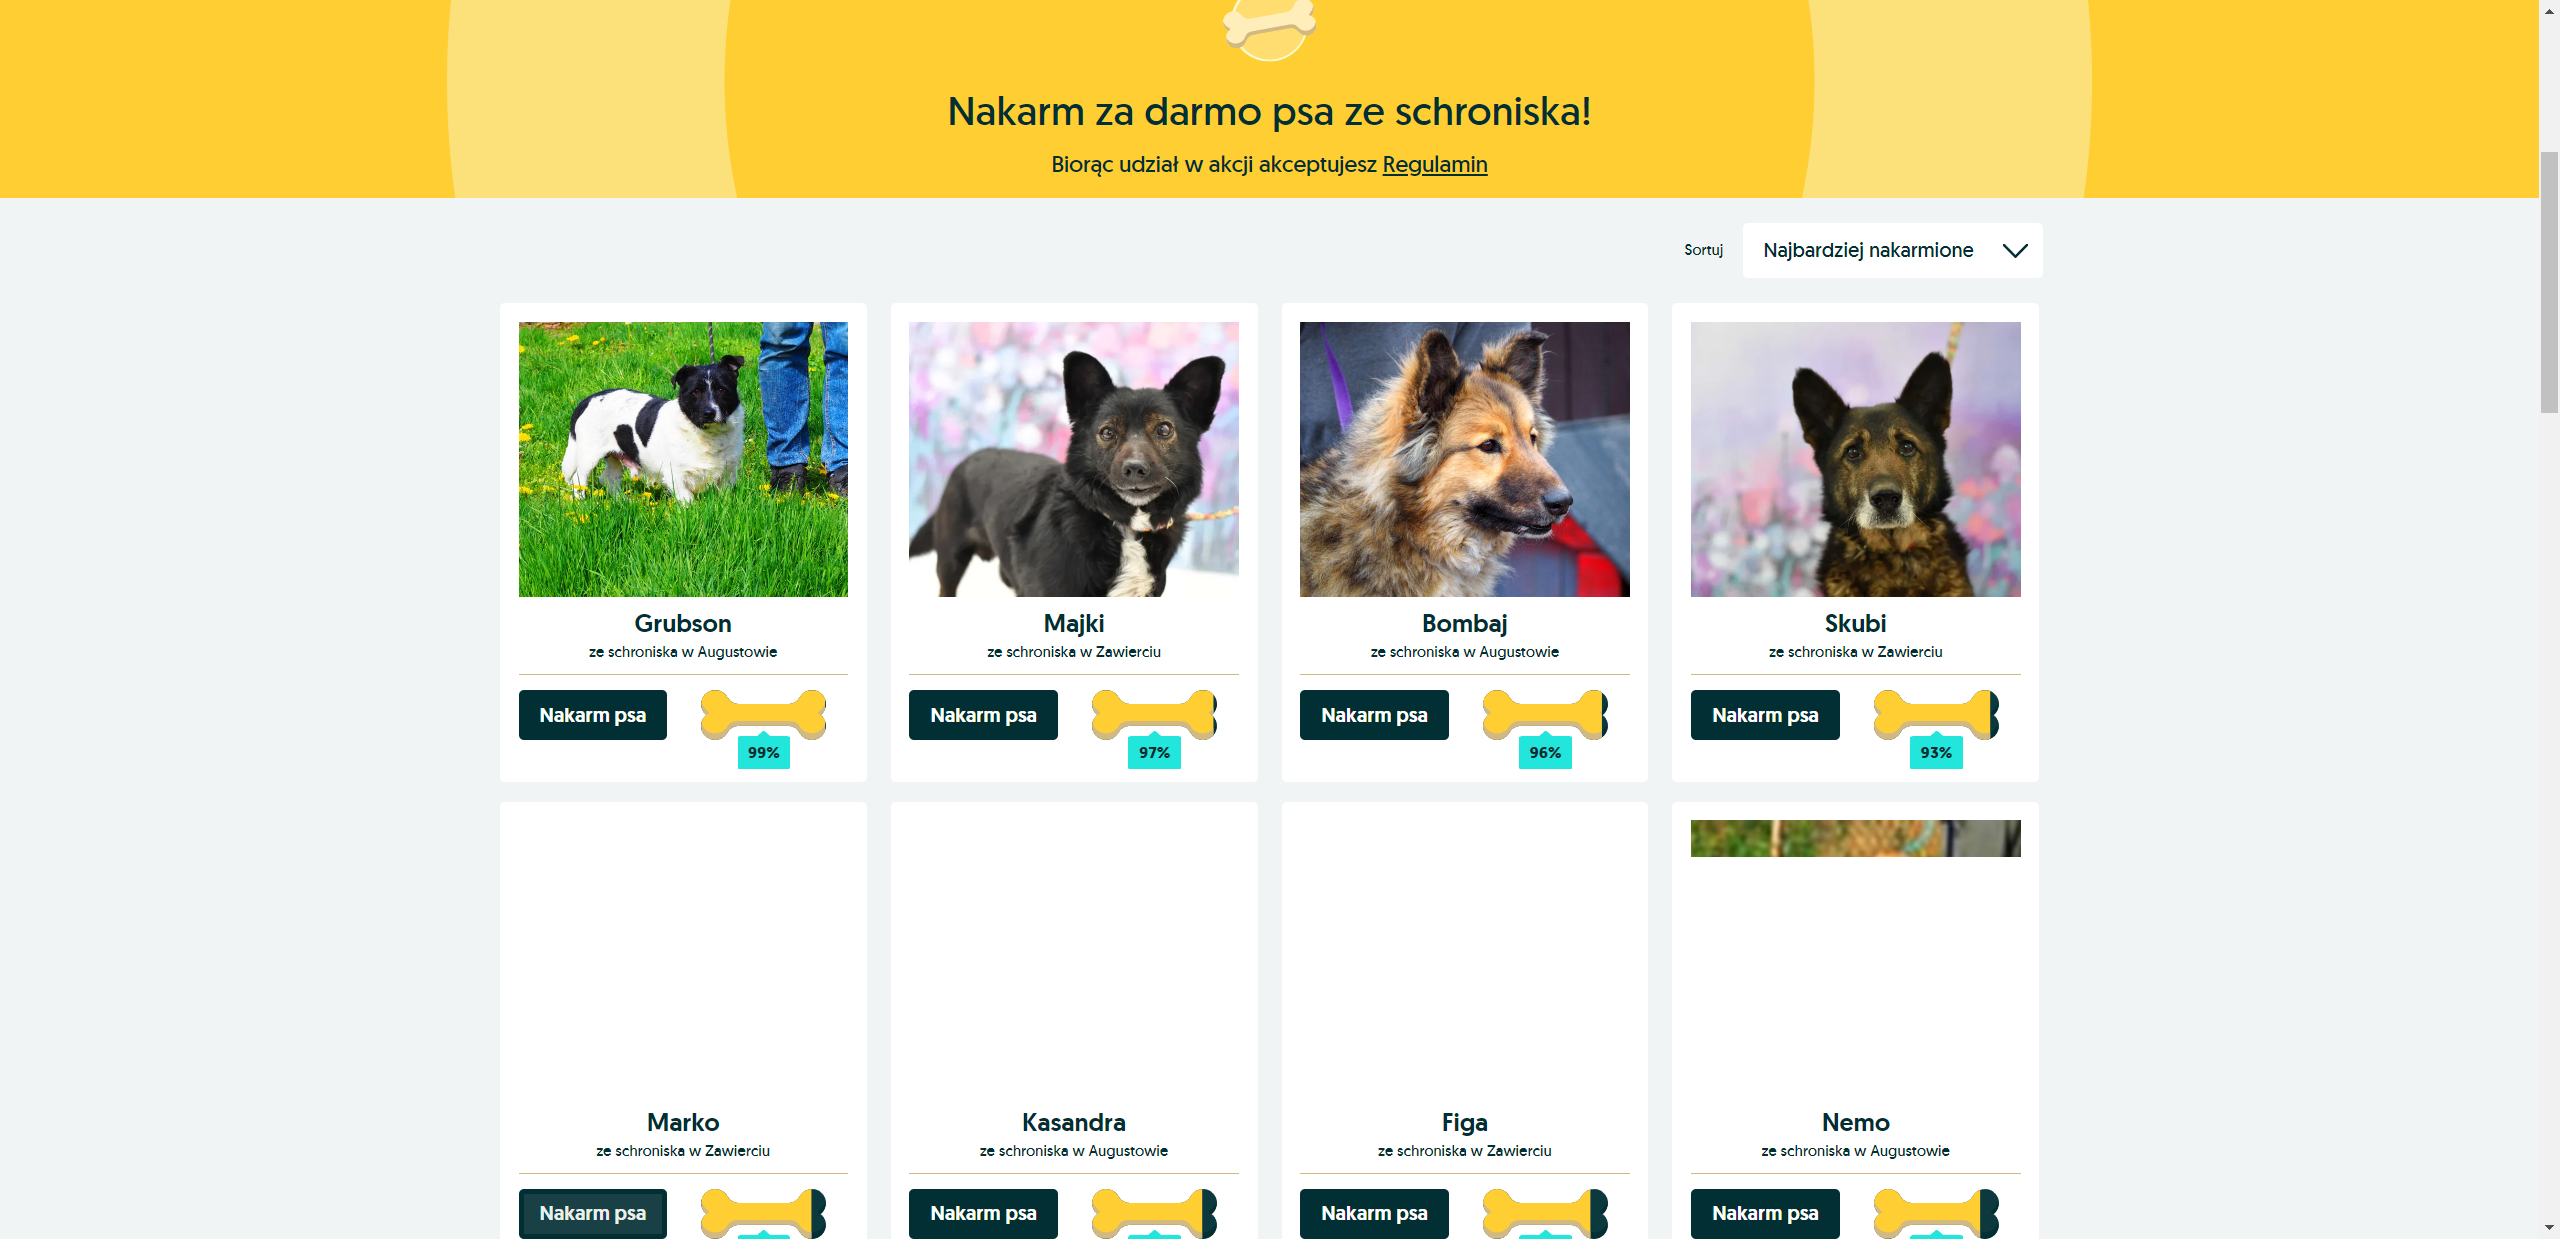 Nakarm za darmo psa ze schroniska!
Biorąc udział w akcji akceptujesz Regulamin
Sortuj
Najbardziej nakarmione
Grubson
ze schroniska w Augustowie
Nakarm psa
99%
Majki
ze schroniska w Zawierciu
Nakarm psa
97%
Bombaj
ze schroniska w Augustowie
Nakarm psa
96%
Skubi
ze schroniska w Zawierciu
Nakarm psa
93%
Marko
ze schroniska w Zawierciu
Nakarm psa
Kasandra
ze schroniska w Augustowie
Nakarm psa
Figa
ze schroniska w Zawierciu
Nakarm psa
Nemo
ze schroniska w Augustowie
Nakarm psa